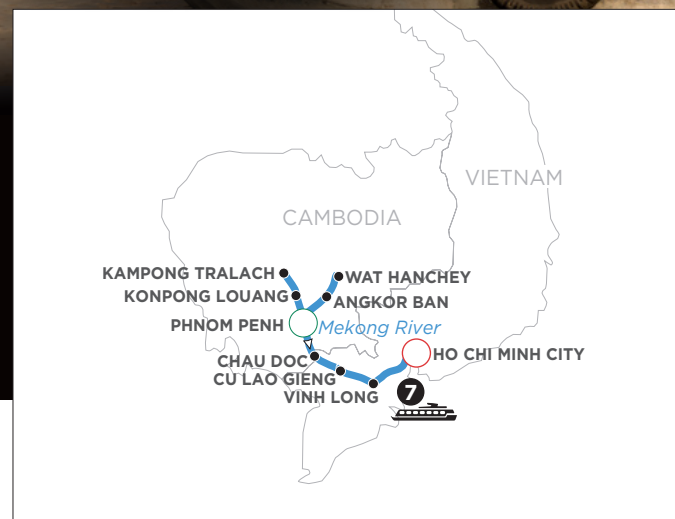 VIETNAM
CAMBODIA
KAMPONG TRALACH
WAT HANCHEY
KONPONG LOUANG
ANGKOR BAN
PHNOM PENH
Mekong River
CHAU DOC
HO CHI MINH CITY
CU LAO GIENG
VINH LONG
7